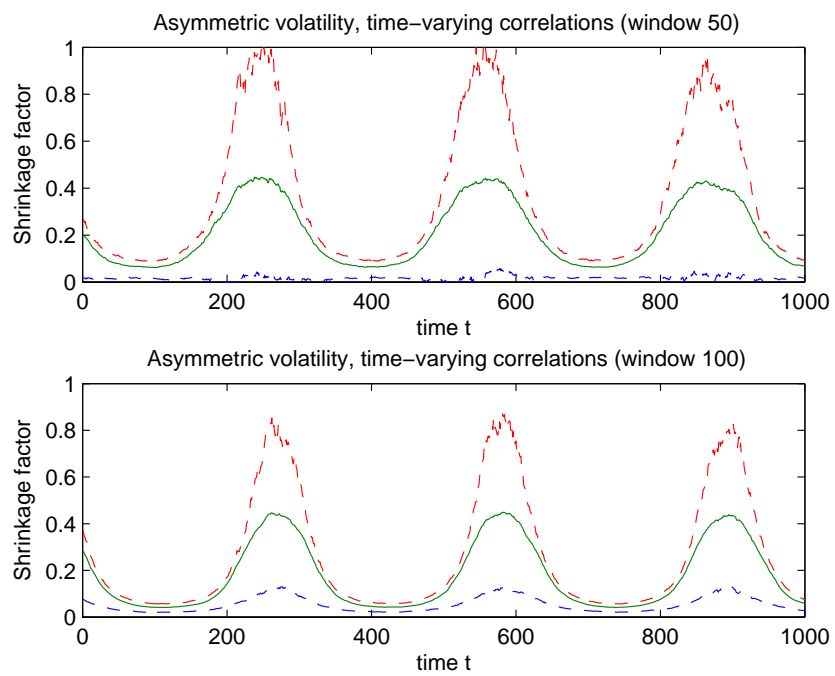 Asymmetric volatility, time−varying correlations (window 50)
1
0.8
0.6
0.4
0.2
0
Shrinkage factor
0 200 400 600 800 1000
time t
Asymmetric volatility, time−varying correlations (window 100)
1
0.8
0.6
0.4
0.2
0
Shrinkage factor
0 200 400 600 800 1000
time t